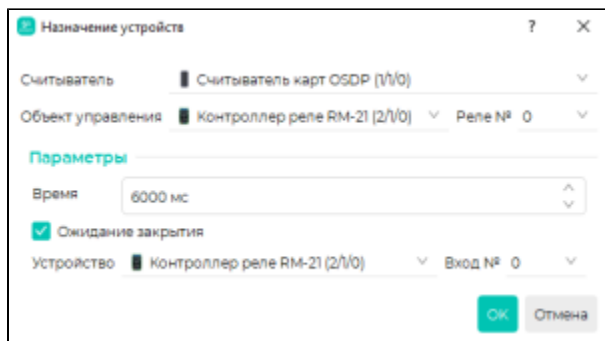 Назначение устройств ?
Считыватель Считыватель карт OSDP (1/1/0)
Объект управления Контроллер реле RM-21 (2/1/0) Реле № 0
Параметры
Время 6000 мс
Ожидание закрытия
Устройство Контроллер реле RM-21 (2/1/0) Вход № 0
OK Отмена